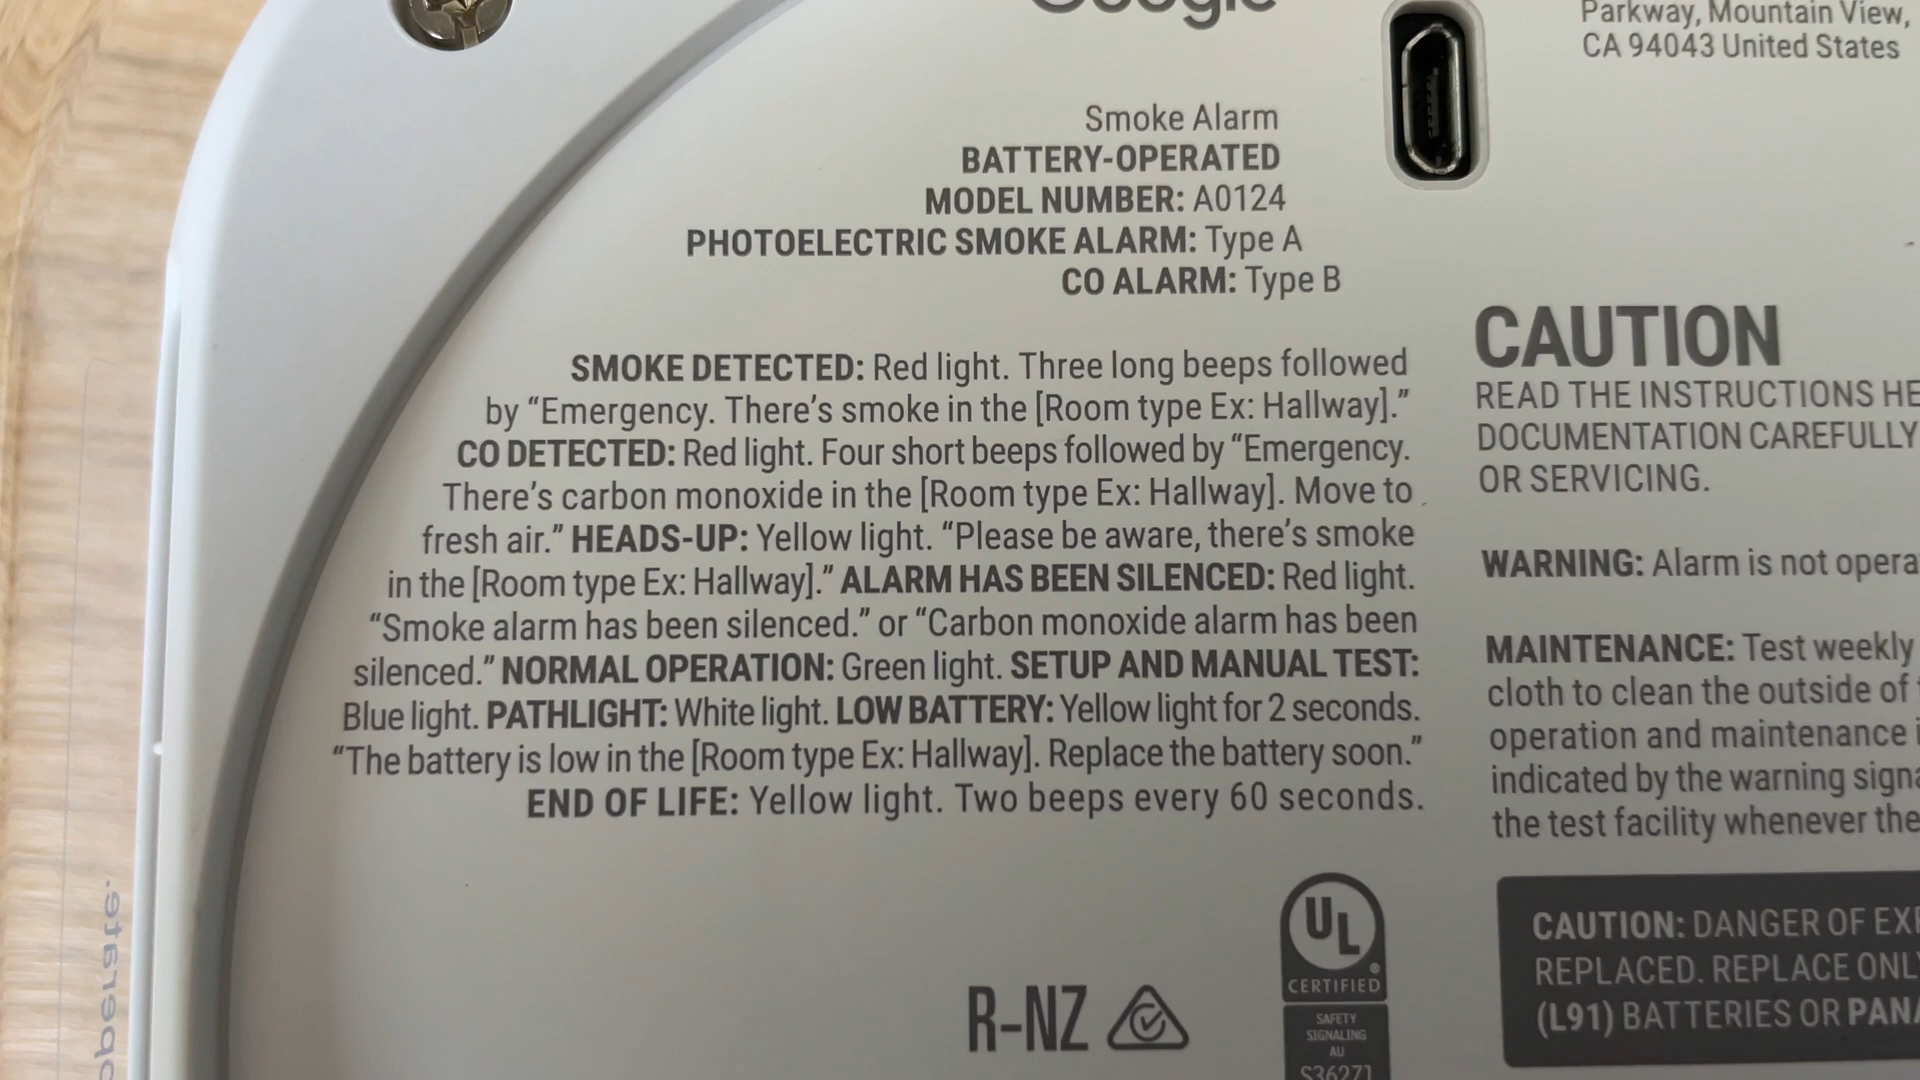 Google
Parkway, Mountain View,
CA 94043 United States
Smoke Alarm
BATTERY-OPERATED
MODEL NUMBER: A0124
PHOTOELECTRIC SMOKE ALARM: Type A
CO ALARM: Type B
SMOKE DETECTED: Red light. Three long beeps followed
by “Emergency. There’s smoke in the [Room type Ex: Hallway].”
CO DETECTED: Red light. Four short beeps followed by “Emergency.
There’s carbon monoxide in the [Room type Ex: Hallway]. Move to
fresh air.” HEADS-UP: Yellow light. “Please be aware, there’s smoke
in the [Room type Ex: Hallway].” ALARM HAS BEEN SILENCED: Red light.
“Smoke alarm has been silenced.” or “Carbon monoxide alarm has been
silenced.” NORMAL OPERATION: Green light. SETUP AND MANUAL TEST:
Blue light. PATHLIGHT: White light. LOW BATTERY: Yellow light for 2 seconds.
“The battery is low in the [Room type Ex: Hallway]. Replace the battery soon.”
END OF LIFE: Yellow light. Two beeps every 60 seconds.
CAUTION
READ THE INSTRUCTIONS
DOCUMENTATION CAREFULLY
OR SERVICING.
WARNING: Alarm is not
MAINTENANCE: Test weekly
cloth to clean the outside of
operation and maintenance
indicated by the warning
the test facility whenever the
CAUTION: DANGER OF
REPLACED. REPLACE
(L91) BATTERIES OR
R-NZ
UL
CERTIFIED
SAFETY
SIGNALING
AU
S36271